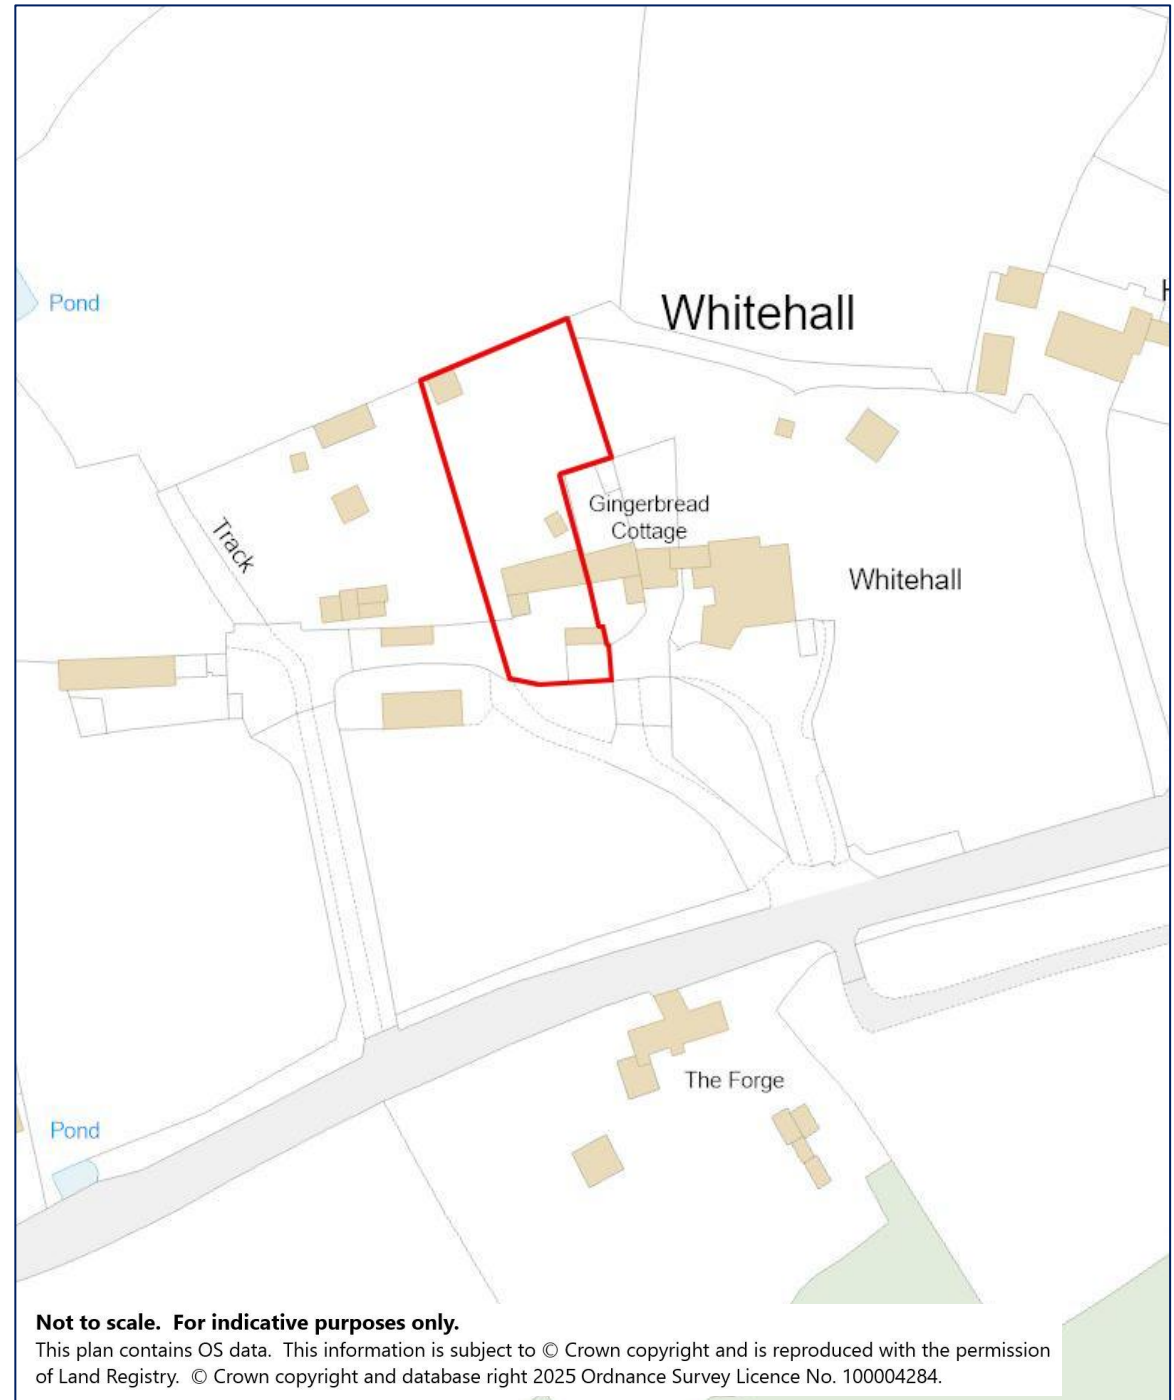 Pond
Whitehall
H
Gingerbread
Cottage
Track
Whitehall
The Forge
Pond
Not to scale. For indicative purposes only.
This plan contains OS data. This information is subject to © Crown copyright and is reproduced with the permission
of Land Registry. © Crown copyright and database right 2025 Ordnance Survey Licence No. 100004284.